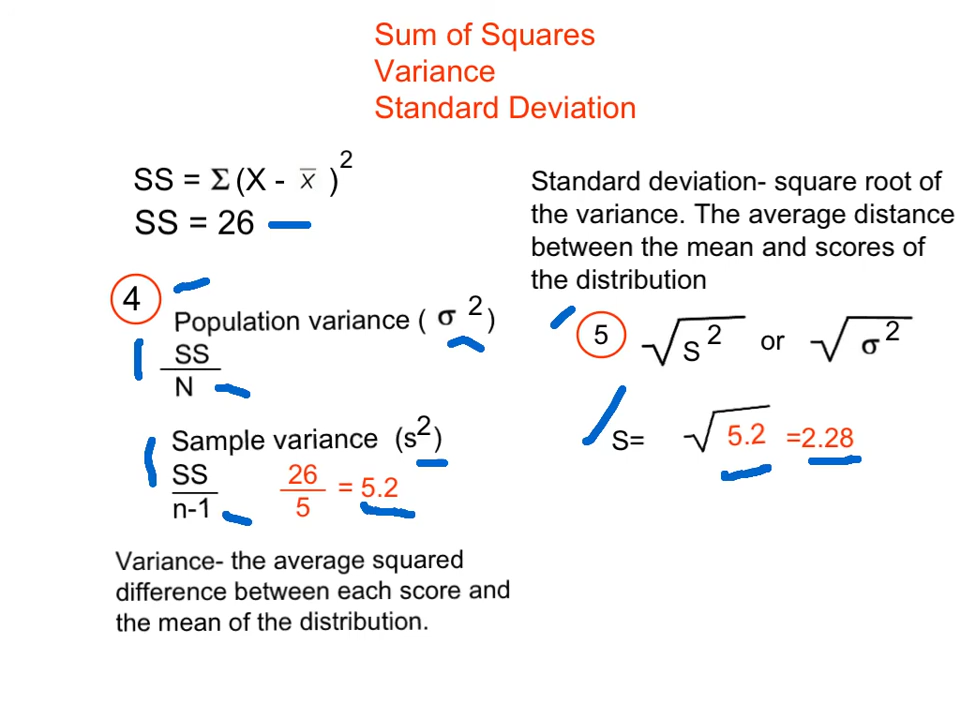 Sum of Squares
Variance
Standard Deviation
SS = Σ (X - x̄ )²
SS = 26
4
Population variance ( σ ² )
SS
N
Sample variance (s²)
SS
n-1
26
5
= 5.2
Variance- the average squared
difference between each score and
the mean of the distribution.
Standard deviation- square root of
the variance. The average distance
between the mean and scores of
the distribution
5
√s² or √σ²
S= √5.2 =2.28